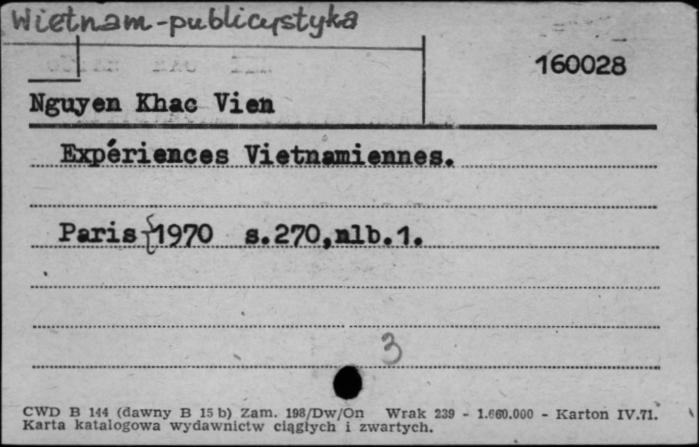 Wietnam-publicystyka
160028
Nguyen Khac Vien
Expériences Vietnamiennes.
Paris 1970 s.270,nlb.1.
3
CWD B 144 (dawny B 15 b) Zam. 198/Dw/On Wrak 239 - 1.660.000 - Karton IV.71.
Karta katalogowa wydawnictw ciągłych i zwartych.